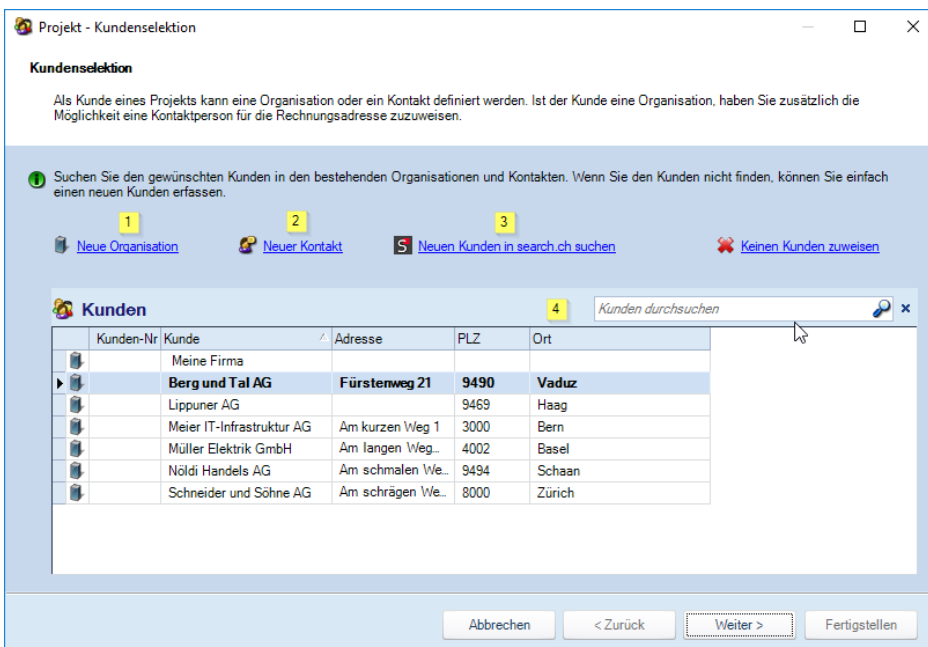 Projekt - Kundenselektion
Kundenselektion
Als Kunde eines Projekts kann eine Organisation oder ein Kontakt definiert werden. Ist der Kunde eine Organisation, haben Sie zusätzlich die
Möglichkeit eine Kontaktperson für die Rechnungsadresse zuzuweisen.
Suchen Sie den gewünschten Kunden in den bestehenden Organisationen und Kontakten. Wenn Sie den Kunden nicht finden, können Sie einfach
einen neuen Kunden erfassen.
1 2 3
Neue Organisation Neuer Kontakt Neuen Kunden in search.ch suchen Keinen Kunden zuweisen
Kunden 4 Kunden durchsuchen
Kunden-Nr Kunde Adresse PLZ Ort
Meine Firma
Berg und Tal AG Fürstenweg 21 9490 Vaduz
Lippuner AG 9469 Haag
Meier IT-Infrastruktur AG Am kurzen Weg 1 3000 Bern
Müller Elektrik GmbH Am langen Weg... 4002 Basel
Nöldi Handels AG Am schmalen We... 9494 Schaan
Schneider und Söhne AG Am schrägen We... 8000 Zürich
Abbrechen < Zurück Weiter > Fertigstellen